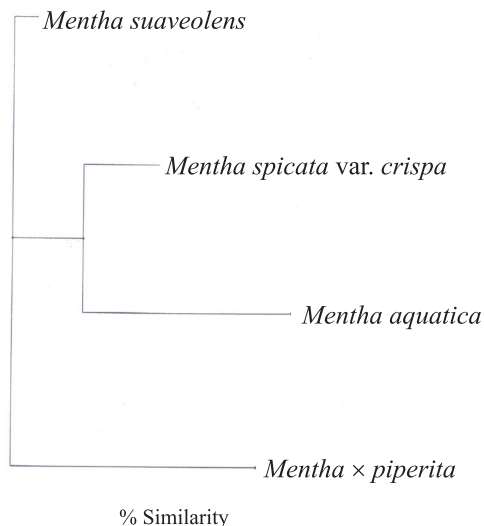 Mentha suaveolens
Mentha spicata var. crispa
Mentha aquatica
Mentha × piperita
% Similarity